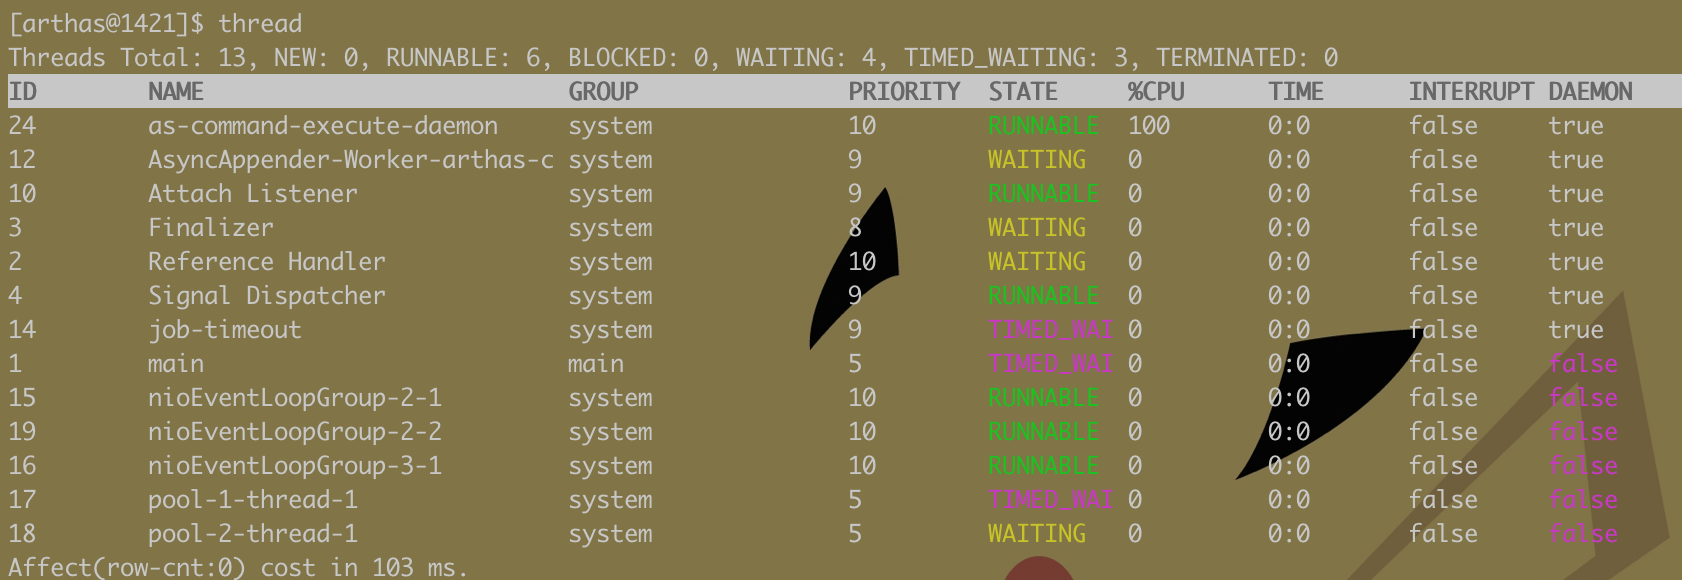 [arthas@1421]$ thread
Threads Total: 13, NEW: 0, RUNNABLE: 6, BLOCKED: 0, WAITING: 4, TIMED_WAITING: 3, TERMINATED: 0
ID NAME GROUP PRIORITY STATE %CPU TIME INTERRUPT DAEMON
24 as-command-execute-daemon system 10 RUNNABLE 100 0:0 false true
12 AsyncAppender-Worker-arthas-c system 9 WAITING 0 0:0 false true
10 Attach Listener system 9 RUNNABLE 0 0:0 false true
3 Finalizer system 8 WAITING 0 0:0 false true
2 Reference Handler system 10 WAITING 0 0:0 false true
4 Signal Dispatcher system 9 RUNNABLE 0 0:0 false true
14 job-timeout system 9 TIMED_WAI 0 0:0 false true
1 main main 5 TIMED_WAI 0 0:0 false false
15 nioEventLoopGroup-2-1 system 10 RUNNABLE 0 0:0 false false
19 nioEventLoopGroup-2-2 system 10 RUNNABLE 0 0:0 false false
16 nioEventLoopGroup-3-1 system 10 RUNNABLE 0 0:0 false false
17 pool-1-thread-1 system 5 TIMED_WAI 0 0:0 false false
18 pool-2-thread-1 system 5 WAITING 0 0:0 false false
Affect(row-cnt:0) cost in 103 ms.